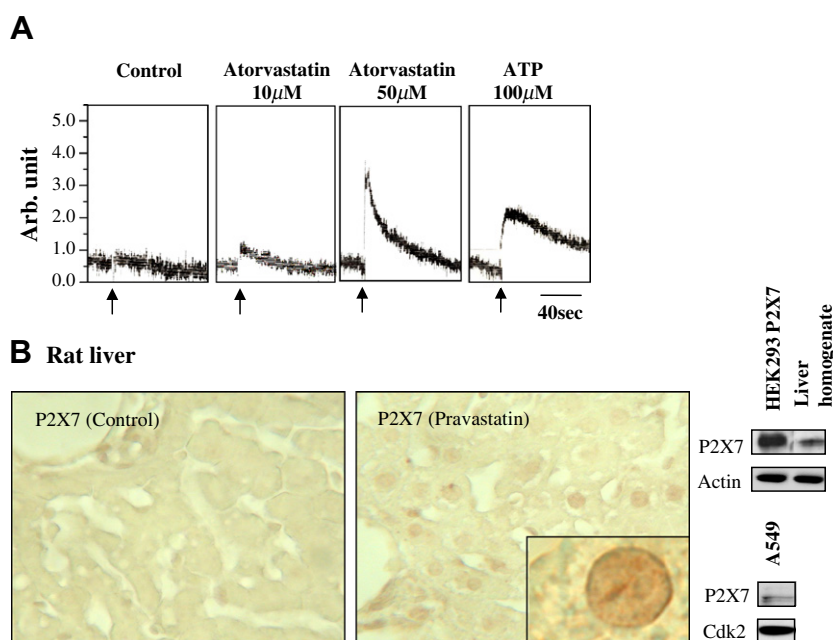 A
Control
Atorvastatin
10μM
Atorvastatin
50μM
ATP
100μM
Arb. unit
5.0
4.0
3.0
2.0
1.0
0.0
40sec
B Rat liver
P2X7 (Control)
P2X7 (Pravastatin)
HEK293 P2X7
Liver
homogenate
P2X7
Actin
A549
P2X7
Cdk2